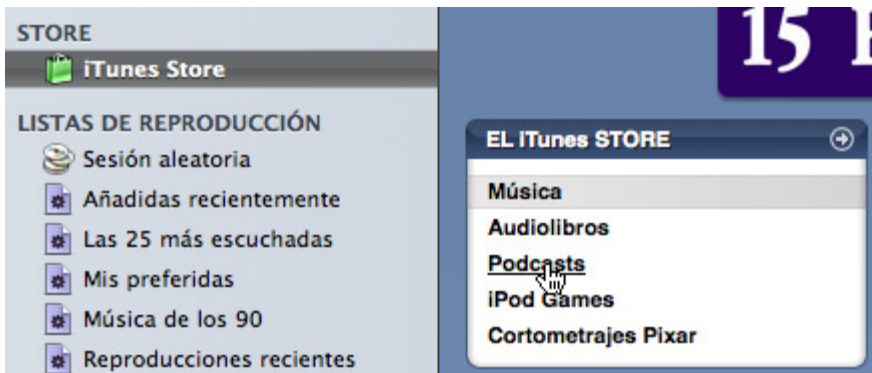 STORE
iTunes Store
LISTAS DE REPRODUCCIÓN
Sesión aleatoria
Añadidas recientemente
Las 25 más escuchadas
Mis preferidas
Música de los 90
Reproducciones recientes
15
EL iTunes STORE
Música
Audiolibros
Podcasts
iPod Games
Cortometrajes Pixar